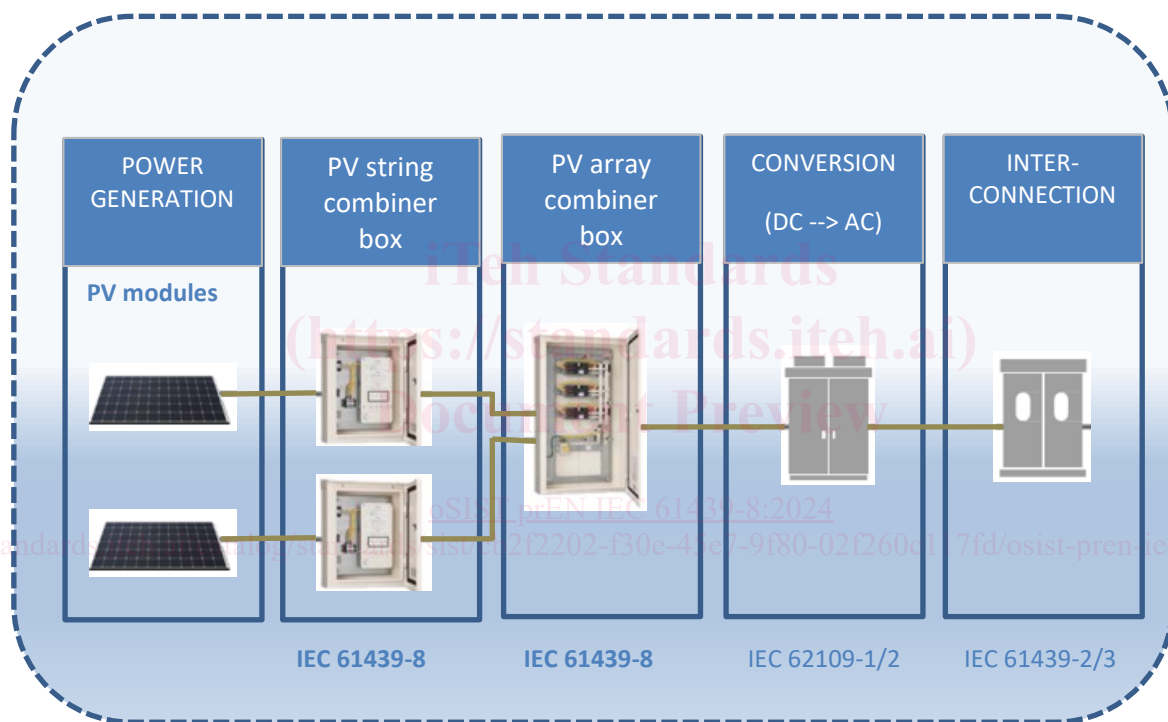 POWER
GENERATION
PV string
combiner
box
PV array
combiner
box
CONVERSION
(DC --> AC)
INTER-
CONNECTION
PV modules
iTeh Standards
(https://standards.iteh.ai)
Document Preview
oSIST prEN IEC 61439-8:2024
IEC 61439-8
IEC 61439-8
IEC 62109-1/2
IEC 61439-2/3